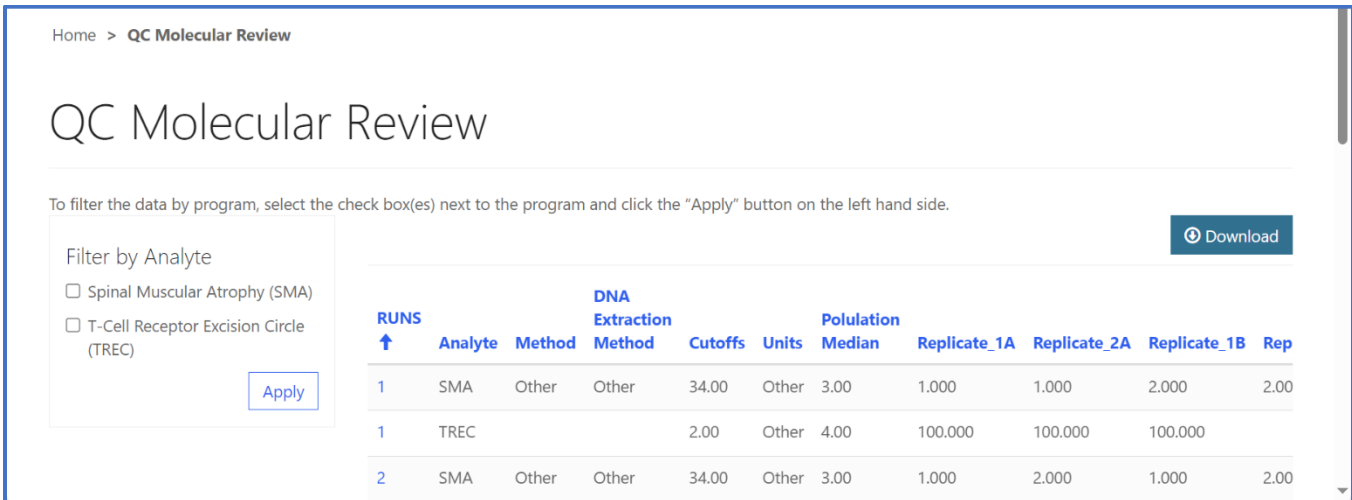 Home > QC Molecular Review
QC Molecular Review
To filter the data by program, select the check box(es) next to the program and click the “Apply” button on the left hand side.
Download
Filter by Analyte
Spinal Muscular Atrophy (SMA)
T-Cell Receptor Excision Circle
(TREC)
Apply
RUNS Analyte Method DNA Extraction Method Cutoffs Units Polulation Median Replicate_1A Replicate_2A Replicate_1B Rep
1 SMA Other Other 34.00 Other 3.00 1.000 1.000 2.000 2.00
1 TREC 2.00 Other 4.00 100.000 100.000 100.000
2 SMA Other Other 34.00 Other 3.00 1.000 2.000 1.000 2.00